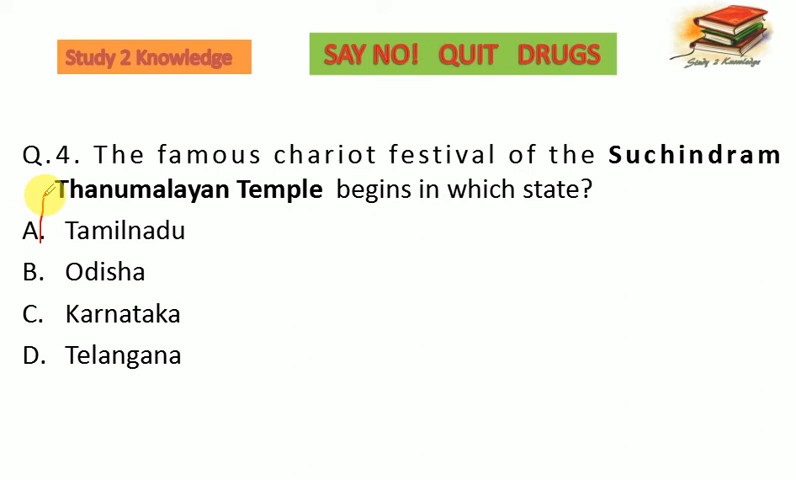 Study 2 Knowledge
SAY NO! QUIT DRUGS
Study 2 Knowledge
Q.4. The famous chariot festival of the Suchindram
Thanumalayan Temple begins in which state?
A. Tamilnadu
B. Odisha
C. Karnataka
D. Telangana